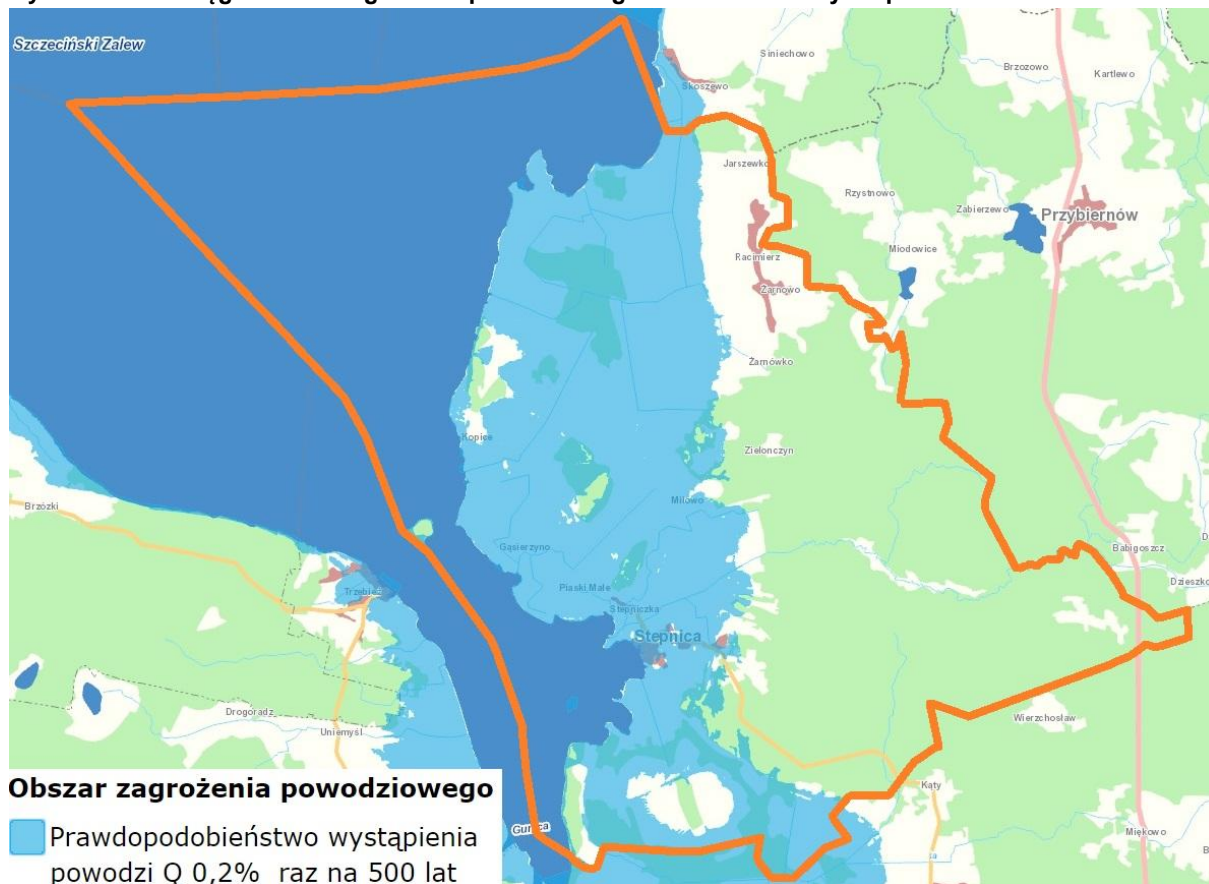 Szczeciński Zalew
Siniechowo
Brzozowo
Kartlewo
Skoszewo
Jarszewko
Rzystnowo
Zabierzewo
Przybiernów
Miodowice
Racimierz
Żarnowo
Żarnówko
Kopice
Zielonczyn
Miłowo
Brzózki
Gąsierzyno
Babigoszcz
Trzebież
Piaski Małe
Dzieszko
Stepniczka
Stepnica
Drogoradz
Uniemyśl
Wierzchosław
Obszar zagrożenia powodziowego
Kąty
Prawdopodobieństwo wystąpienia
powodzi Q 0,2% raz na 500 lat
Miękowo